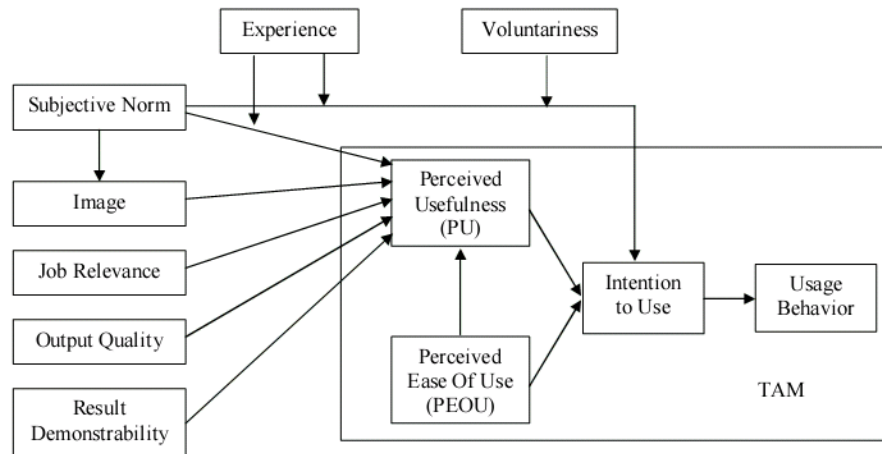 Experience
Voluntariness
Subjective Norm
Image
Job Relevance
Output Quality
Result
Demonstrability
Perceived
Usefulness
(PU)
Perceived
Ease Of Use
(PEOU)
Intention
to Use
Usage
Behavior
TAM